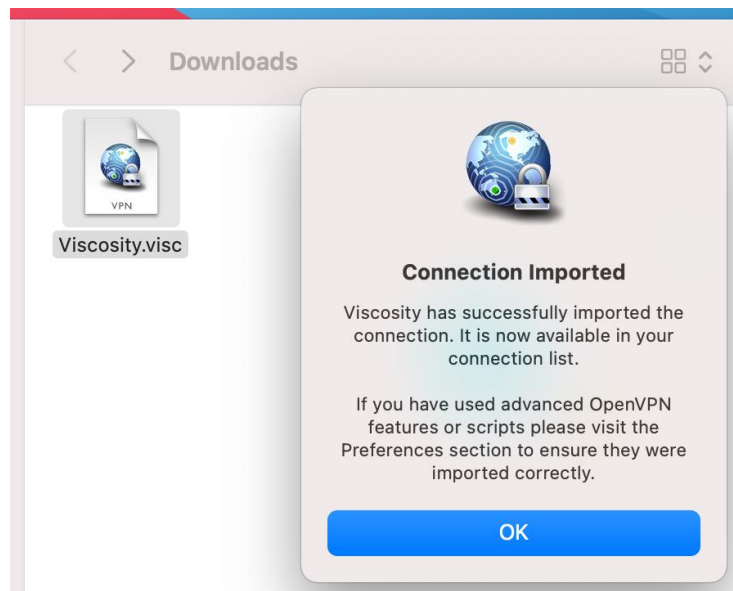 Downloads
VPN
Viscosity.visc
Connection Imported
Viscosity has successfully imported the
connection. It is now available in your
connection list.
If you have used advanced OpenVPN
features or scripts please visit the
Preferences section to ensure they were
imported correctly.
OK